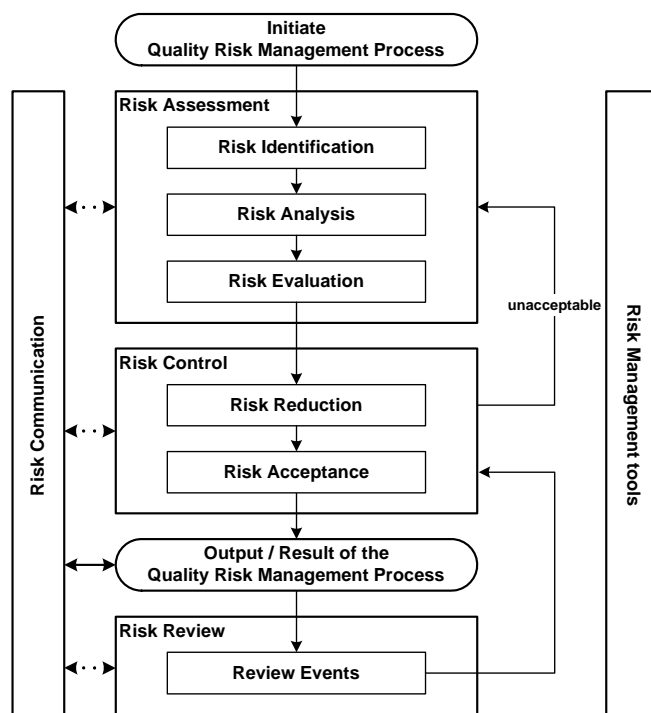 Initiate
Quality Risk Management Process
Risk Assessment
Risk Identification
Risk Analysis
Risk Evaluation
unacceptable
Risk Control
Risk Reduction
Risk Acceptance
Output / Result of the
Quality Risk Management Process
Risk Review
Review Events
Risk Communication
Risk Management tools